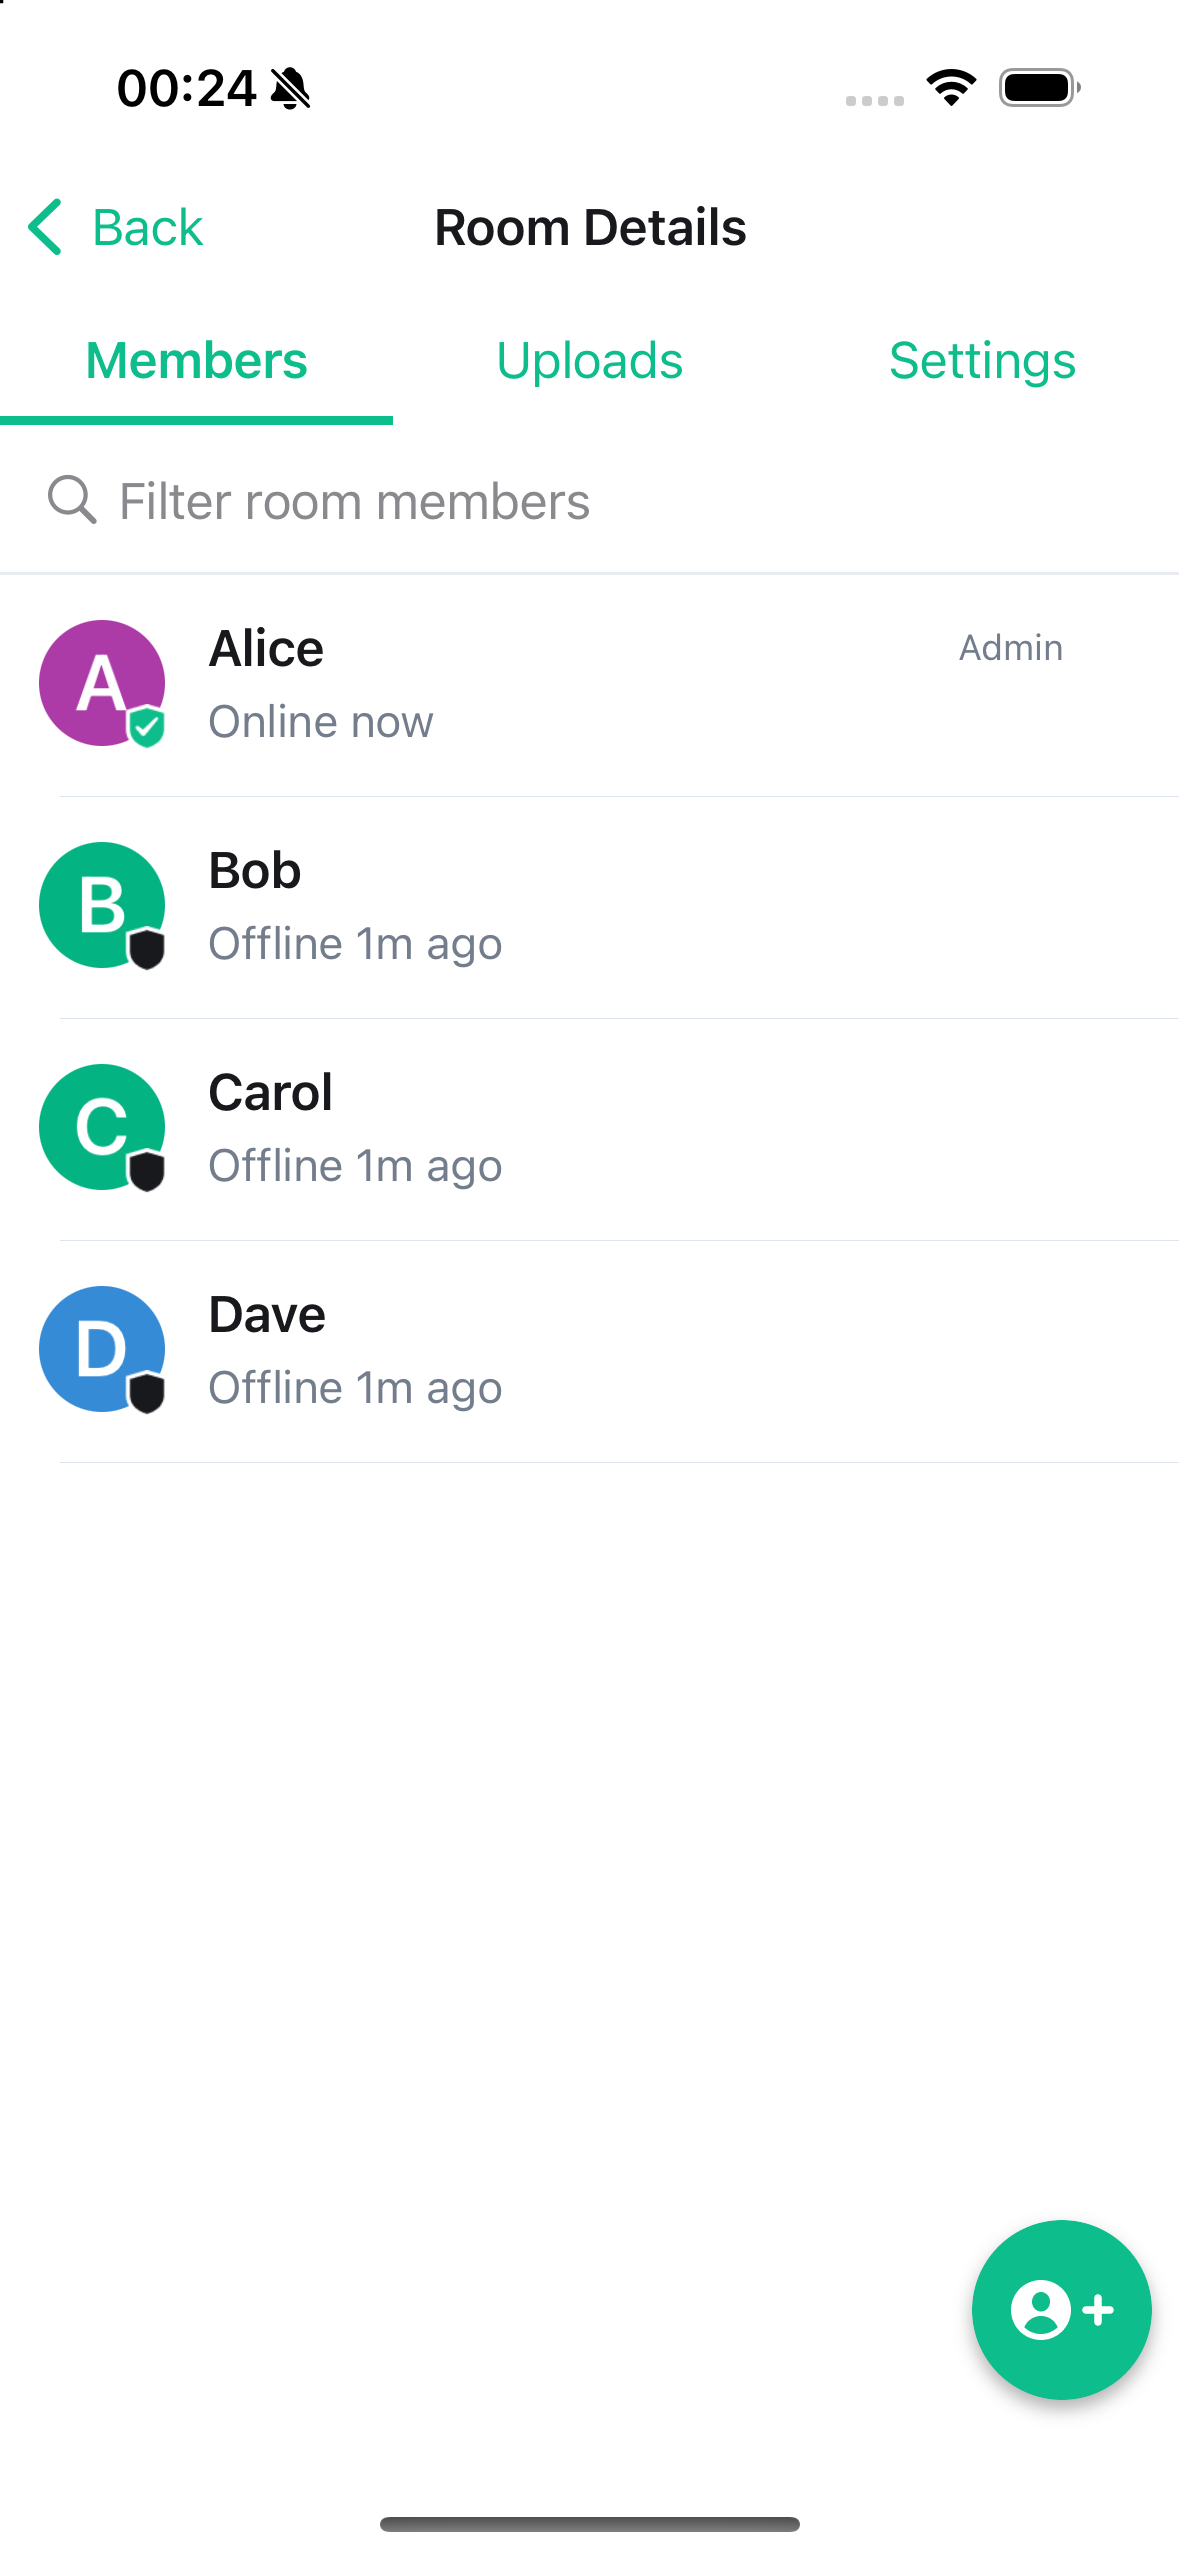 00:24
Back
Room Details
Members
Uploads
Settings
Filter room members
A
Alice
Admin
Online now
B
Bob
Offline 1m ago
C
Carol
Offline 1m ago
D
Dave
Offline 1m ago